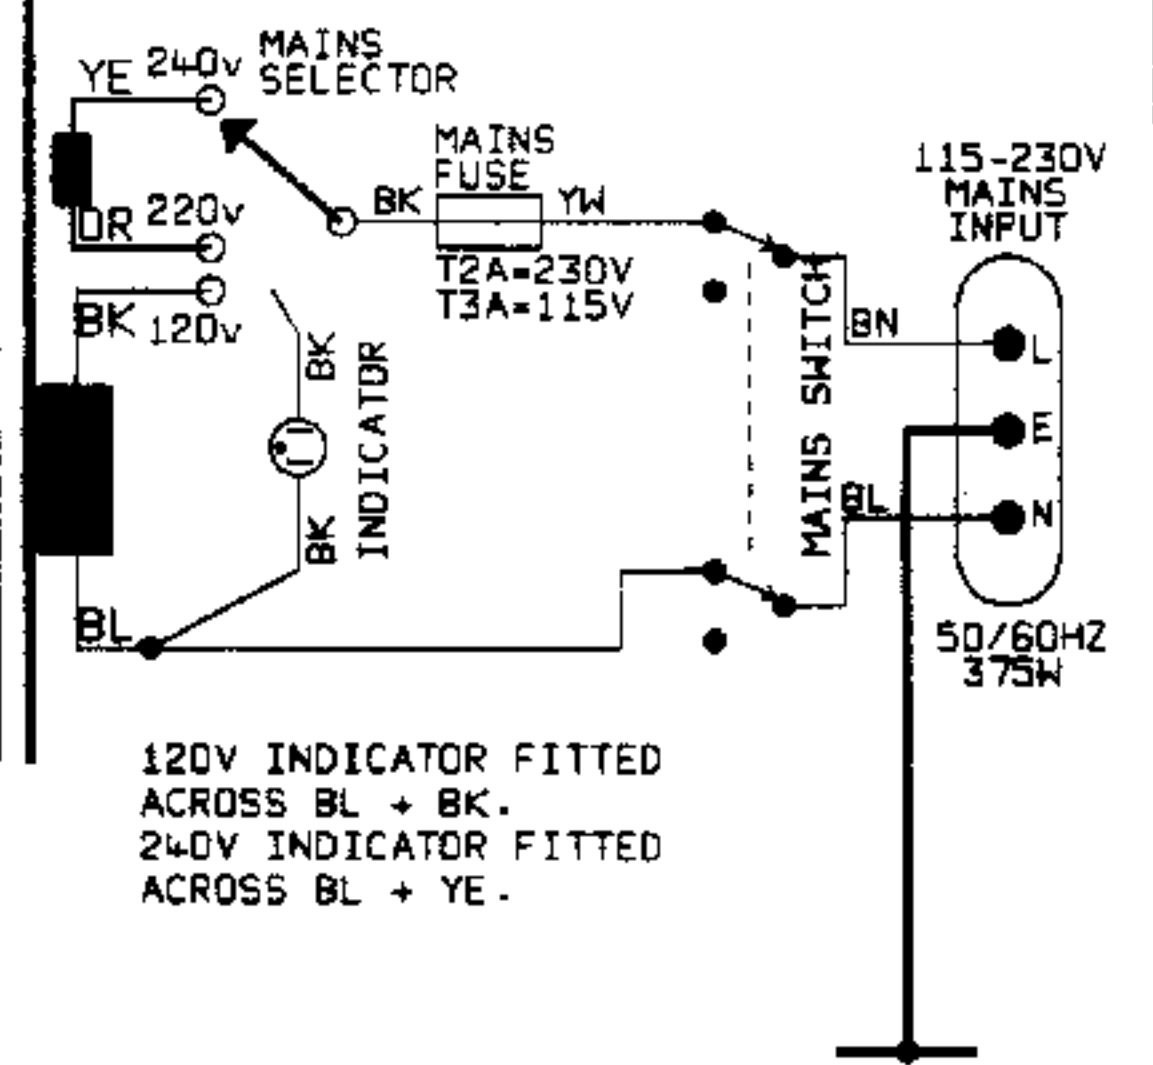 YE 240v
MAINS
SELECTOR
OR 220v
BK 120v
BK
MAINS
FUSE
YW
T2A=230V
T3A=115V
115-230V
MAINS
INPUT
BN
L
E
N
BL
MAINS SWITCH
BK
INDICATOR
BK
BL
50/60HZ
375W
120V INDICATOR FITTED
ACROSS BL + BK.
240V INDICATOR FITTED
ACROSS BL + YE.